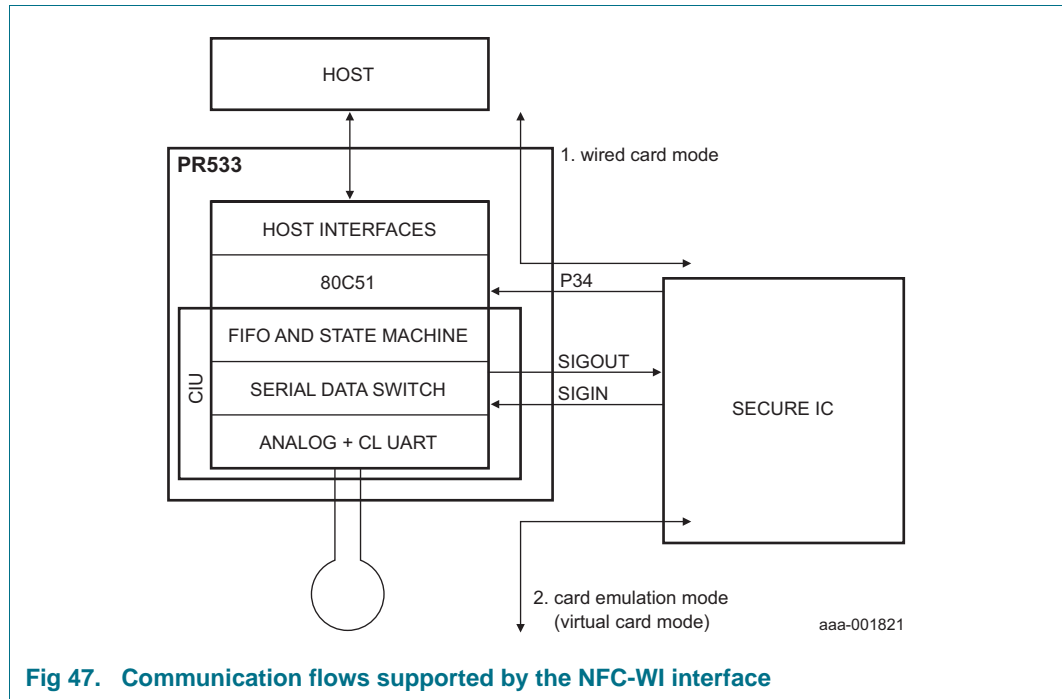 HOST
1. wired card mode
PR533
HOST INTERFACES
80C51
P34
FIFO AND STATE MACHINE
SIGOUT
CIU
SERIAL DATA SWITCH
SIGIN
SECURE IC
ANALOG + CL UART
2. card emulation mode
(virtual card mode)
aaa-001821
Fig 47. Communication flows supported by the NFC-WI interface